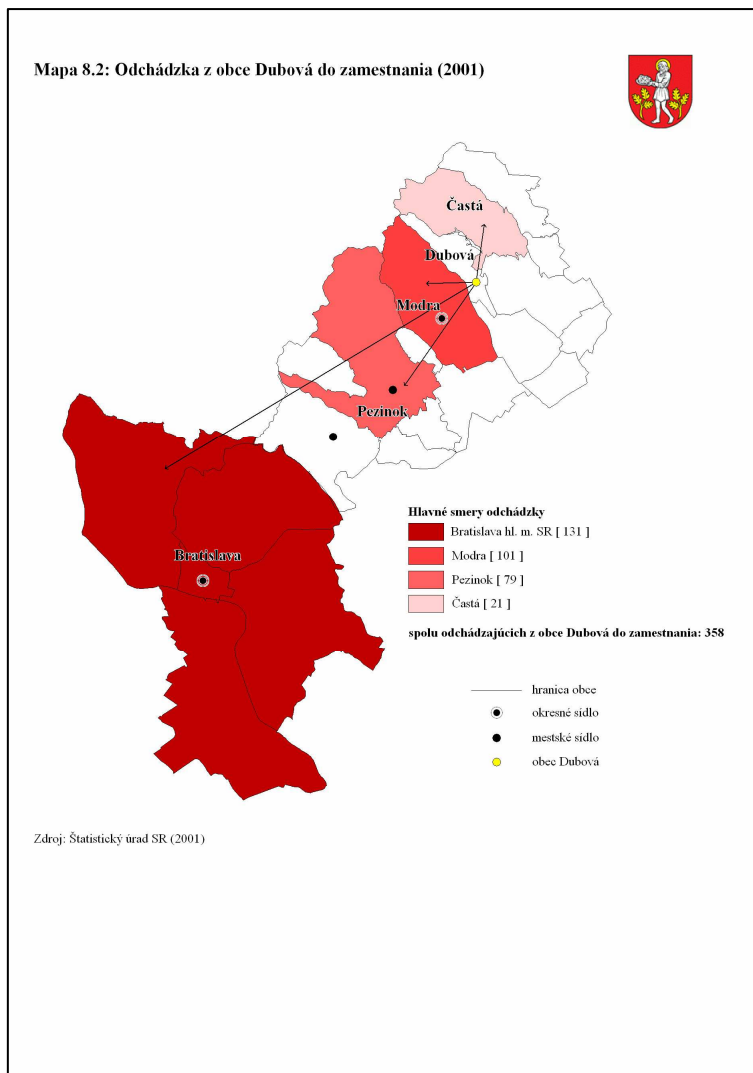 Mapa 8.2: Odchádzka z obce Dubová do zamestnania (2001)
Častá
Dubová
Modra
Pezinok
Bratislava
Hlavné smery odchádzky
Bratislava hl. m. SR [ 131 ]
Modra [ 101 ]
Pezinok [ 79 ]
Častá [ 21 ]
spolu odchádzajúcich z obce Dubová do zamestnania: 358
hranica obce
okresné sídlo
mestské sídlo
obec Dubová
Zdroj: Štatistický úrad SR (2001)